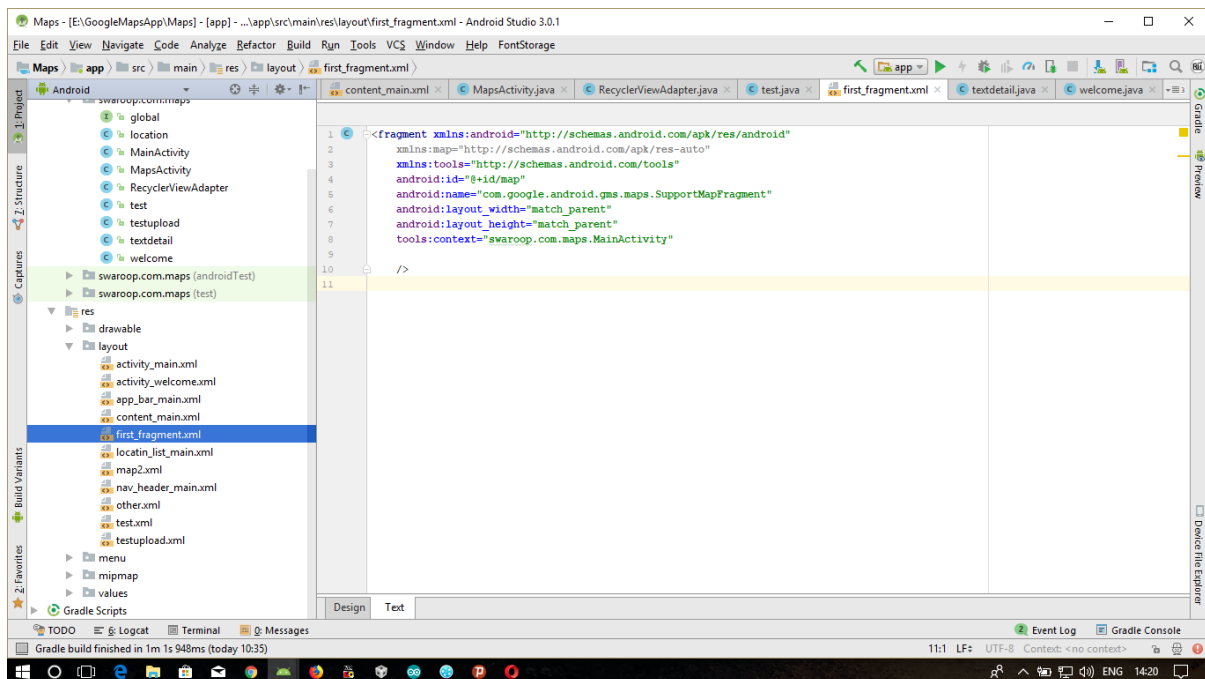 Maps - [E:\GoogleMapsApp\Maps] - [app] - ...\app\src\main\res\layout\first_fragment.xml - Android Studio 3.0.1
File Edit View Navigate Code Analyze Refactor Build Run Tools VCS Window Help FontStorage
Maps app src main res layout first_fragment.xml app
Android
content_main.xml MapsActivity.java RecyclerViewAdapter.java test.java first_fragment.xml textdetail.java welcome.java
1: Project
Z: Structure
Captures
Build Variants
2: Favorites
swaroop.com.maps
global
location
MainActivity
MapsActivity
RecyclerViewAdapter
test
testupload
textdetail
welcome
swaroop.com.maps (androidTest)
swaroop.com.maps (test)
res
drawable
layout
activity_main.xml
activity_welcome.xml
app_bar_main.xml
content_main.xml
first_fragment.xml
locatin_list_main.xml
map2.xml
nav_header_main.xml
other.xml
test.xml
testupload.xml
menu
mipmap
values
Gradle Scripts
1 <fragment xmlns:android="http://schemas.android.com/apk/res/android"
2 xmlns:map="http://schemas.android.com/apk/res-auto"
3 xmlns:tools="http://schemas.android.com/tools"
4 android:id="@+id/map"
5 android:name="com.google.android.gms.maps.SupportMapFragment"
6 android:layout_width="match_parent"
7 android:layout_height="match_parent"
8 tools:context="swaroop.com.maps.MainActivity"
9
10 />
11
Gradle
Preview
Device File Explorer
Design Text
TODO 6: Logcat Terminal 0: Messages 2 Event Log Gradle Console
Gradle build finished in 1m 1s 948ms (today 10:35) 11:1 LF UTF-8 Context: <no context>
ENG 14:20